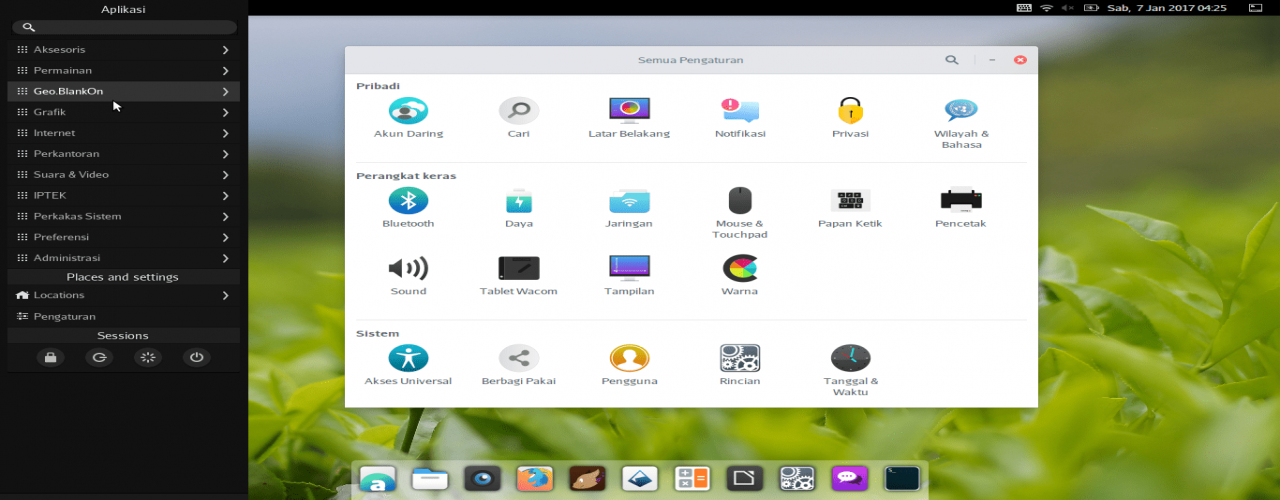 Aplikasi
Sab, 7 Jan 2017 04:25
Aksesoris
Permainan
Geo.BlankOn
Grafik
Internet
Perkantoran
Suara & Video
IPTEK
Perkakas Sistem
Preferensi
Administrasi
Places and settings
Locations
Pengaturan
Sessions
Semua Pengaturan
Pribadi
Akun Daring
Cari
Latar Belakang
Notifikasi
Privasi
Wilayah &
Bahasa
Perangkat keras
Bluetooth
Daya
Jaringan
Mouse &
Touchpad
Papan Ketik
Pencetak
Sound
Tablet Wacom
Tampilan
Warna
Sistem
Akses Universal
Berbagi Pakai
Pengguna
Rincian
Tanggal &
Waktu